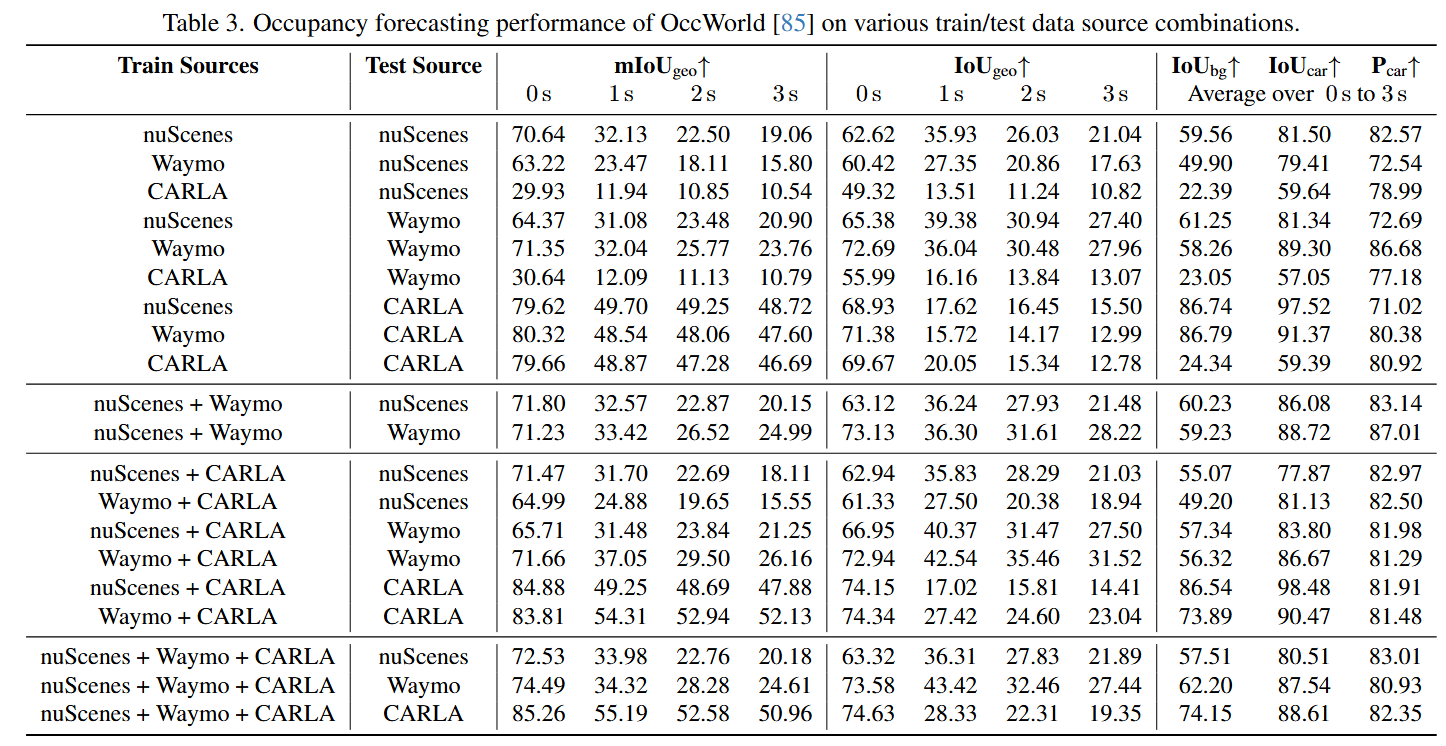 Table 3. Occupancy forecasting performance of OccWorld [85] on various train/test data source combinations.
Train Sources Test Source mIoUgeo↑ IoUgeo↑ IoUbg↑ IoUcar↑ Pcar↑
0 s 1 s 2 s 3 s 0 s 1 s 2 s 3 s Average over 0 s to 3 s
nuScenes nuScenes 70.64 32.13 22.50 19.06 62.62 35.93 26.03 21.04 59.56 81.50 82.57
Waymo nuScenes 63.22 23.47 18.11 15.80 60.42 27.35 20.86 17.63 49.90 79.41 72.54
CARLA nuScenes 29.93 11.94 10.85 10.54 49.32 13.51 11.24 10.82 22.39 59.64 78.99
nuScenes Waymo 64.37 31.08 23.48 20.90 65.38 39.38 30.94 27.40 61.25 81.34 72.69
Waymo Waymo 71.35 32.04 25.77 23.76 72.69 36.04 30.48 27.96 58.26 89.30 86.68
CARLA Waymo 30.64 12.09 11.13 10.79 55.99 16.16 13.84 13.07 23.05 57.05 77.18
nuScenes CARLA 79.62 49.70 49.25 48.72 68.93 17.62 16.45 15.50 86.74 97.52 71.02
Waymo CARLA 80.32 48.54 48.06 47.60 71.38 15.72 14.17 12.99 86.79 91.37 80.38
CARLA CARLA 79.66 48.87 47.28 46.69 69.67 20.05 15.34 12.78 24.34 59.39 80.92
nuScenes + Waymo nuScenes 71.80 32.57 22.87 20.15 63.12 36.24 27.93 21.48 60.23 86.08 83.14
nuScenes + Waymo Waymo 71.23 33.42 26.52 24.99 73.13 36.30 31.61 28.22 59.23 88.72 87.01
nuScenes + CARLA nuScenes 71.47 31.70 22.69 18.11 62.94 35.83 28.29 21.03 55.07 77.87 82.97
Waymo + CARLA nuScenes 64.99 24.88 19.65 15.55 61.33 27.50 20.38 18.94 49.20 81.13 82.50
nuScenes + CARLA Waymo 65.71 31.48 23.84 21.25 66.95 40.37 31.47 27.50 57.34 83.80 81.98
Waymo + CARLA Waymo 71.66 37.05 29.50 26.16 72.94 42.54 35.46 31.52 56.32 86.67 81.29
nuScenes + CARLA CARLA 84.88 49.25 48.69 47.88 74.15 17.02 15.81 14.41 86.54 98.48 81.91
Waymo + CARLA CARLA 83.81 54.31 52.94 52.13 74.34 27.42 24.60 23.04 73.89 90.47 81.48
nuScenes + Waymo + CARLA nuScenes 72.53 33.98 22.76 20.18 63.32 36.31 27.83 21.89 57.51 80.51 83.01
nuScenes + Waymo + CARLA Waymo 74.49 34.32 28.28 24.61 73.58 43.42 32.46 27.44 62.20 87.54 80.93
nuScenes + Waymo + CARLA CARLA 85.26 55.19 52.58 50.96 74.63 28.33 22.31 19.35 74.15 88.61 82.35